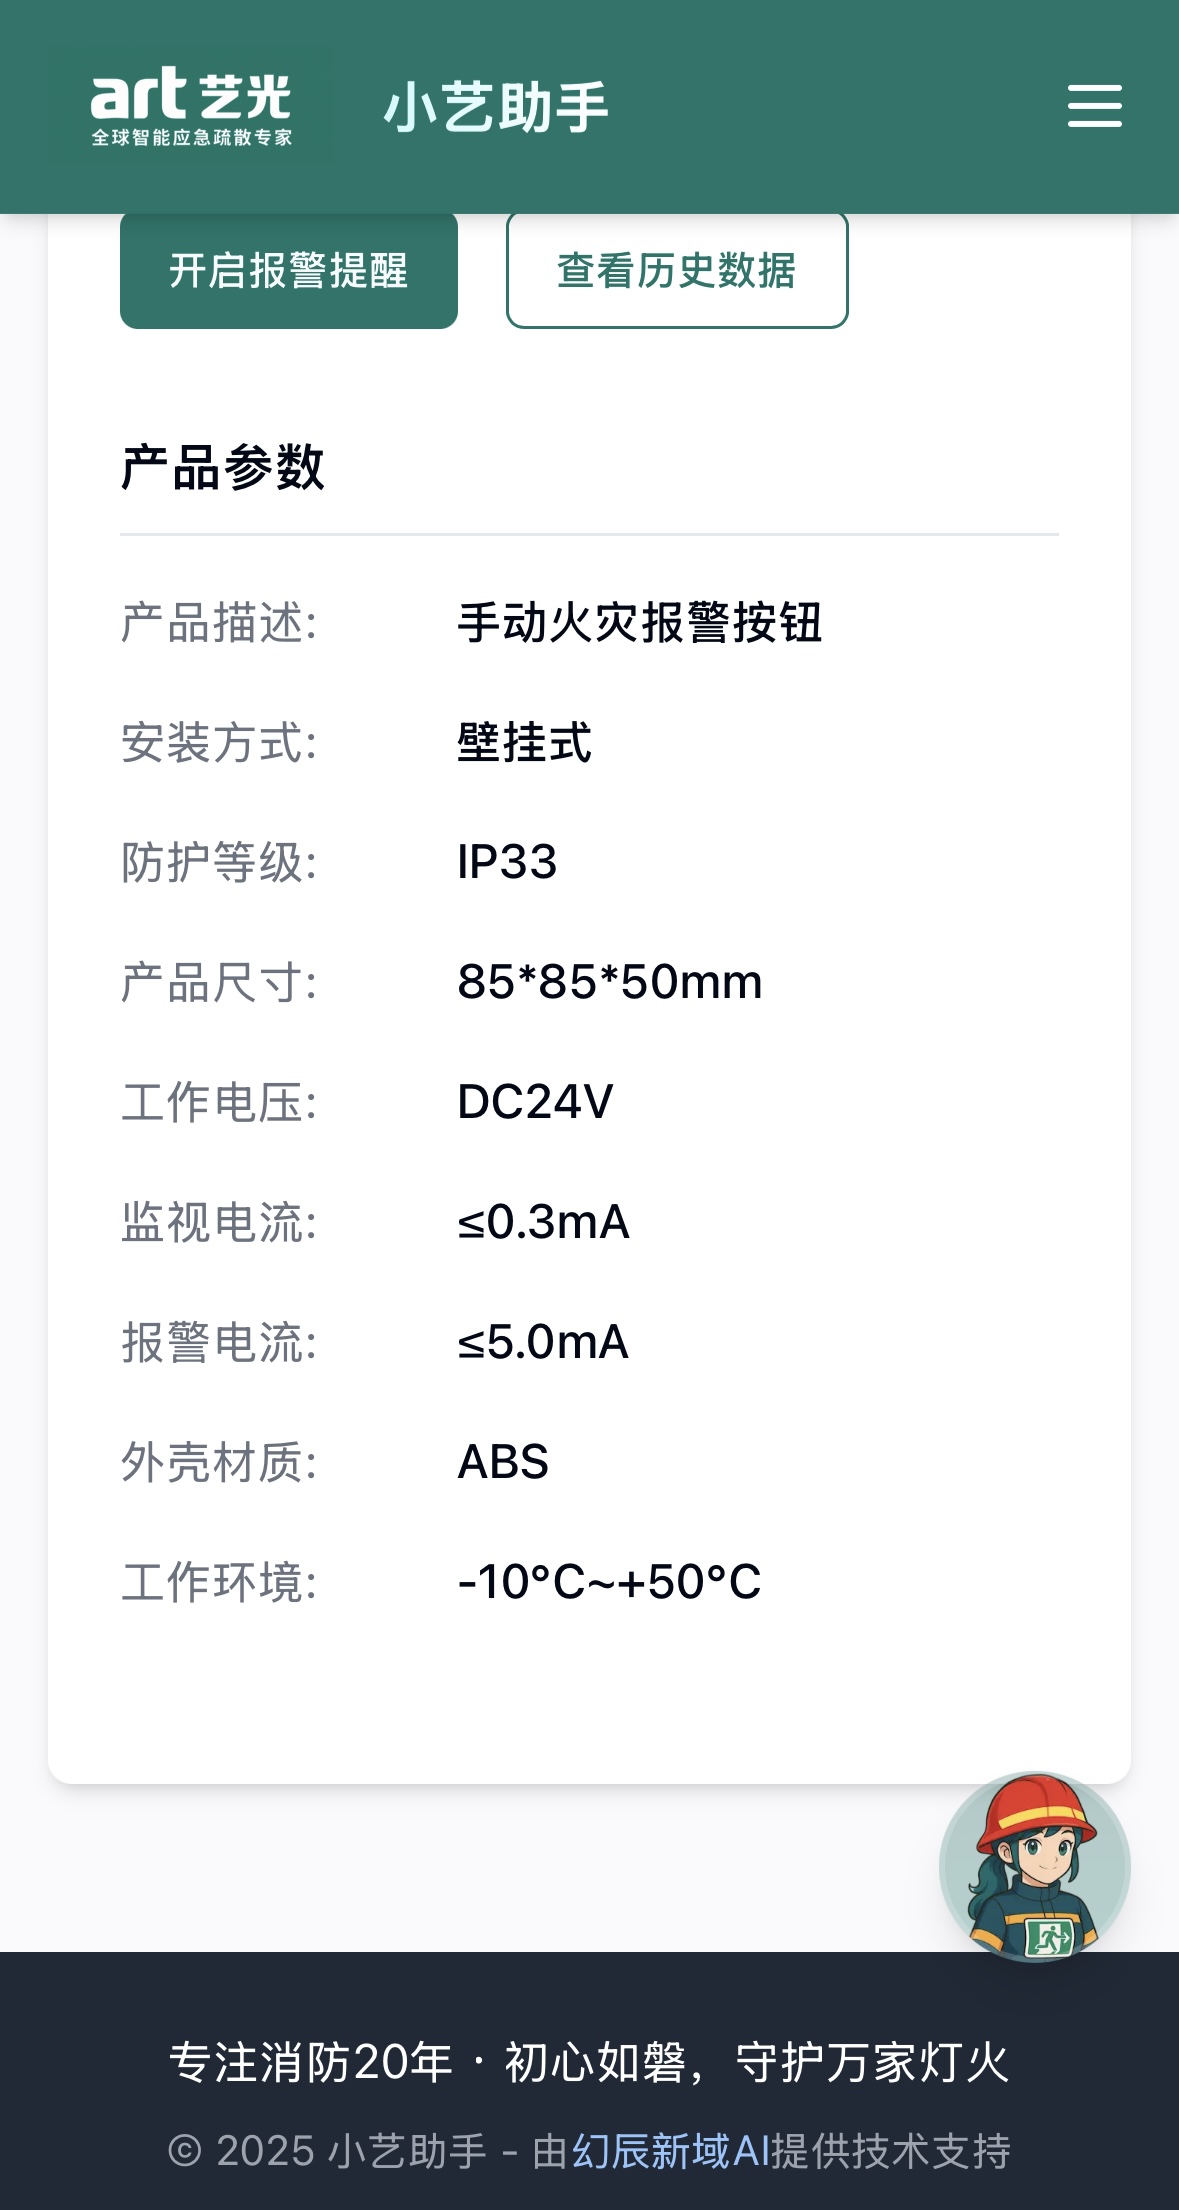 art 艺光
全球智能应急疏散专家
小艺助手
开启报警提醒
查看历史数据
产品参数
产品描述: 手动火灾报警按钮
安装方式: 壁挂式
防护等级: IP33
产品尺寸: 85*85*50mm
工作电压: DC24V
监视电流: ≤0.3mA
报警电流: ≤5.0mA
外壳材质: ABS
工作环境: -10°C~+50°C
专注消防20年 · 初心如磐，守护万家灯火
© 2025 小艺助手 - 由幻辰新域AI提供技术支持